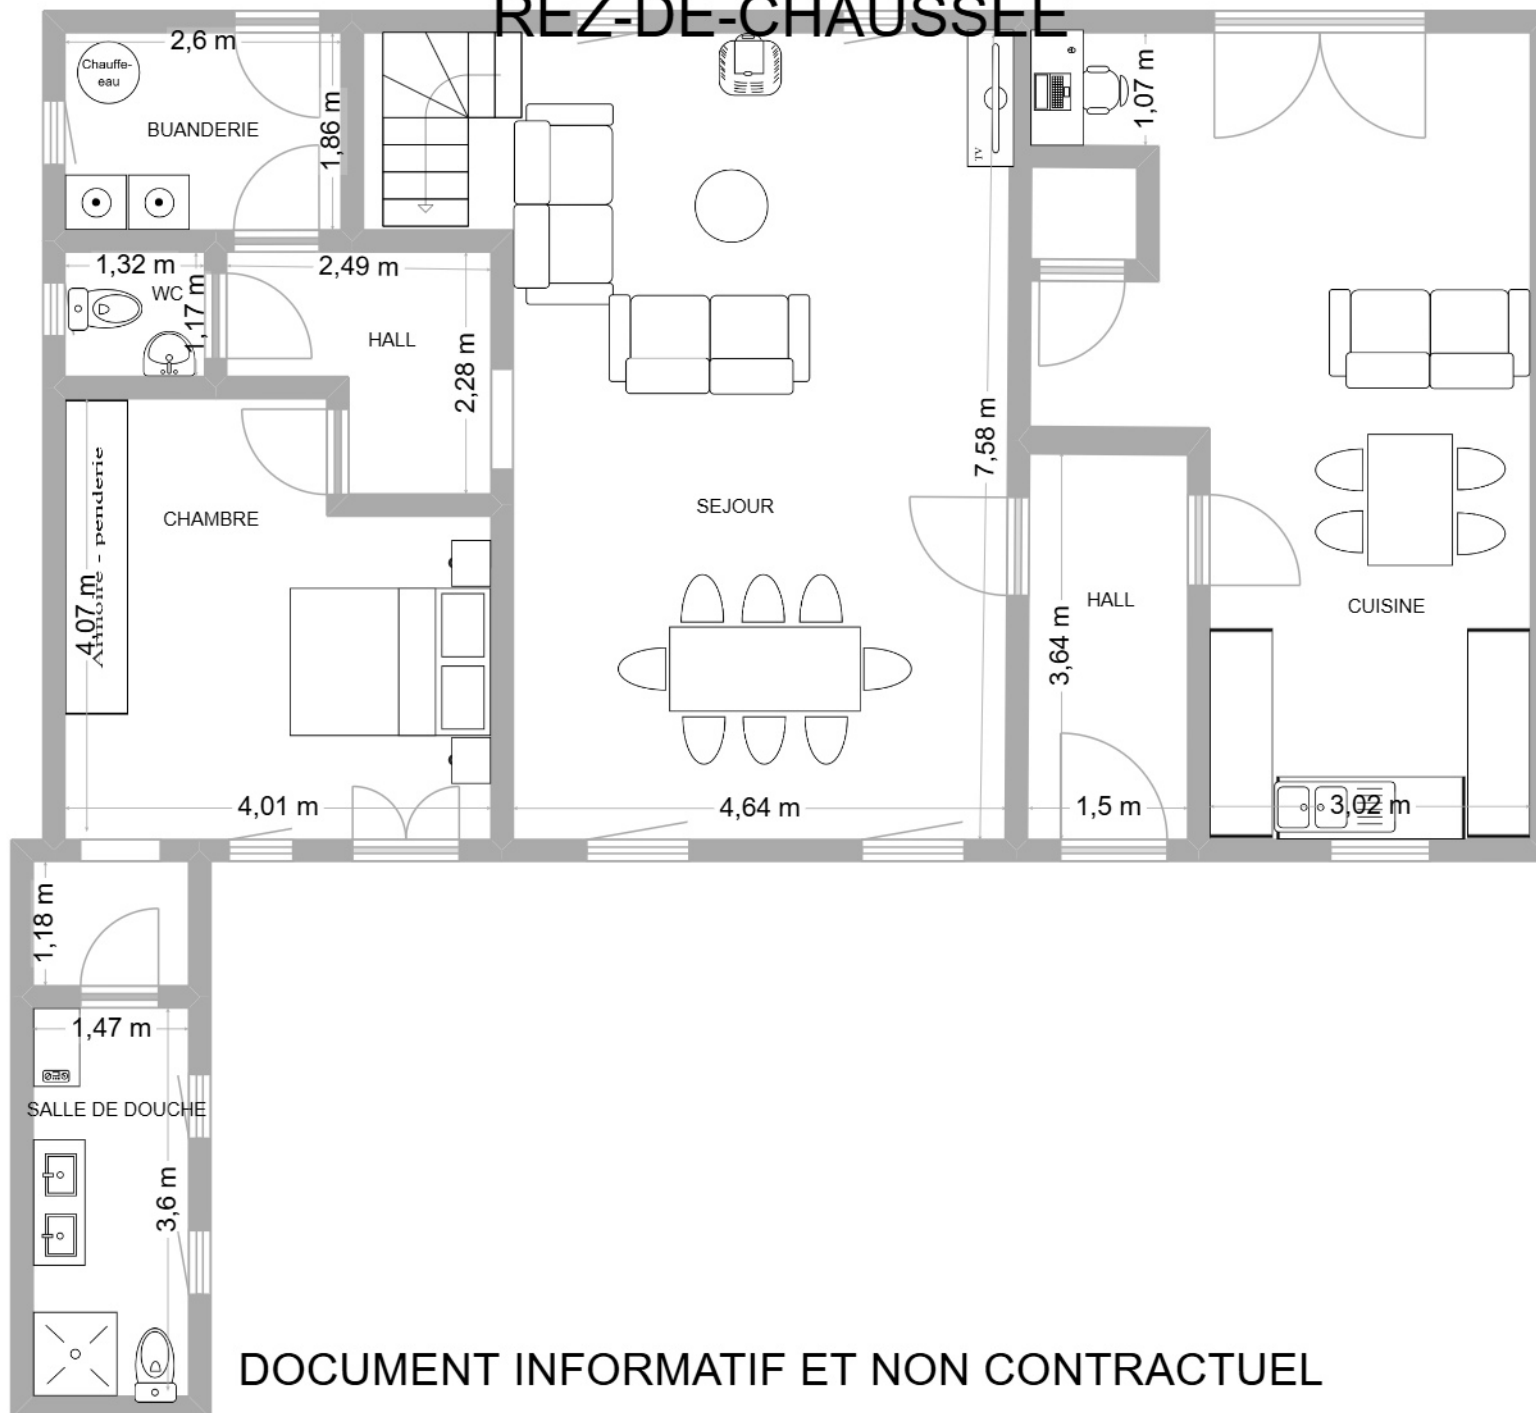 REZ-DE-CHAUSSEE
2,6 m
Chauffe-
eau
BUANDERIE
1,86 m
1,07 m
TV
e
1,32 m
WC
1,17 m
2,49 m
HALL
2,28 m
7,58 m
Armoire - penderie
4,07 m
CHAMBRE
SEJOUR
HALL
3,64 m
CUISINE
4,01 m
4,64 m
1,5 m
3,02 m
1,18 m
1,47 m
SALLE DE DOUCHE
3,6 m
DOCUMENT INFORMATIF ET NON CONTRACTUEL